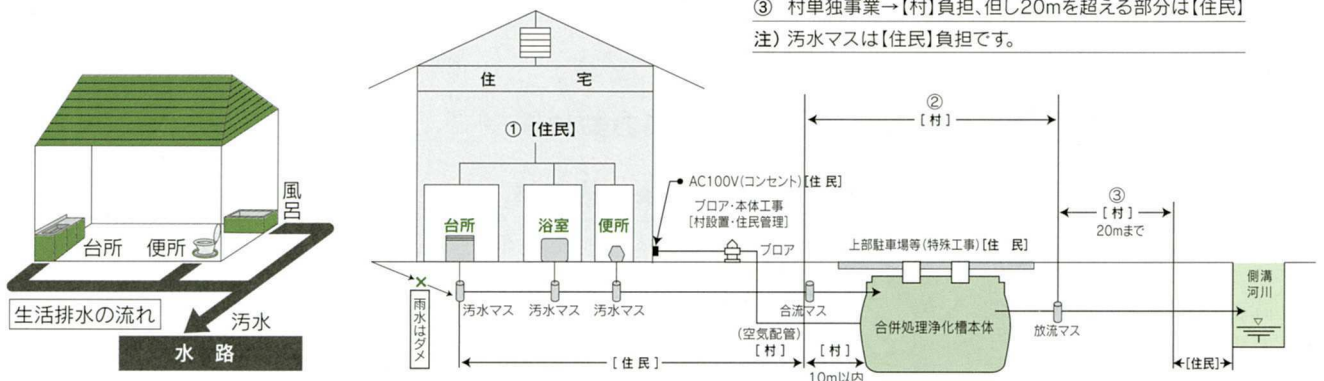 ③ 村単独事業→【村】負担、但し20mを超える部分は【住民】
注) 汚水マスは【住民】負担です。
風呂
台所 便所
生活排水の流れ
汚水
水 路
住 宅
①【住民】
台所 浴室 便所
AC100V(コンセント)[住 民]
ブロア・本体工事
[村設置・住民管理]
ブロア
②
[ 村 ]
③
[ 村 ]
20mまで
上部駐車場等(特殊工事)[住 民]
雨水はダメ
汚水マス 汚水マス 汚水マス
合流マス
(空気配管)
合併処理浄化槽本体
放流マス
側溝
河川
[ 住 民 ]
[ 村 ]
[ 村 ]
10m以内
[住民]